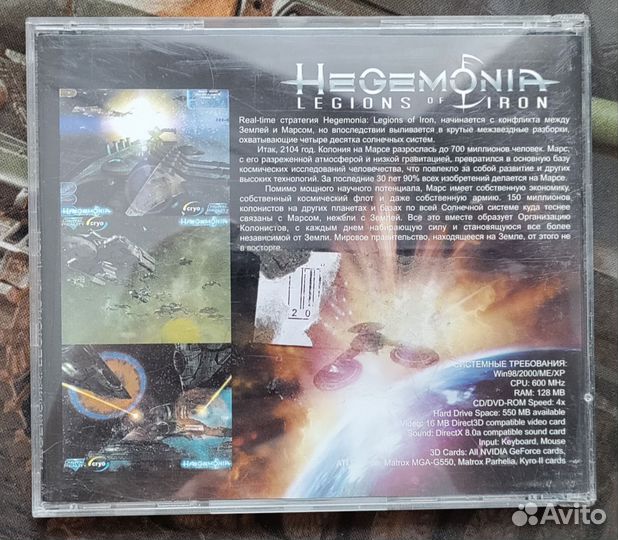 HEGEMONIA
LEGIONS OF IRON
Real-time стратегия Hegemonia: Legions of Iron, начинается с конфликта между
Землей и Марсом, но впоследствии выливается в крутые межзвездные разборки,
охватывающие четыре десятка солнечных систем.
Итак, 2104 год. Колония на Марсе разрослась до 700 миллионов человек. Марс,
с его разреженной атмосферой и низкой гравитацией, превратился в основную базу
космических исследований человечества, что повлекло за собой развитие и других
высоких технологий. За последние 30 лет 90% всех изобретений делается на Марсе.
Помимо мощного научного потенциала, Марс имеет собственную экономику,
собственный космический флот и даже собственную армию. 150 миллионов
колонистов на других планетах и базах по всей Солнечной системе куда теснее
связаны с Марсом, нежели с Землей. Всё это вместе образует Организацию
Колонистов, с каждым днем набирающую силу и становящуюся все более
независимой от Земли. Мировое правительство, находящееся на Земле, от этого не
в восторге.
HEGEMONIA
cryo
HEGEMONIA
20
СИСТЕМНЫЕ ТРЕБОВАНИЯ:
Win98/2000/ME/XP
CPU: 600 MHz
RAM: 128 MB
CD/DVD-ROM Speed: 4x
Hard Drive Space: 550 MB available
Video: 16 MB Direct3D compatible video card
Sound: DirectX 8.0a compatible sound card
Input: Keyboard, Mouse
3D Cards: All NVIDIA GeForce cards,
Matrox MGA-G550, Matrox Parhelia, Kyro II cards
cryo
HEGEMONIA
Avito